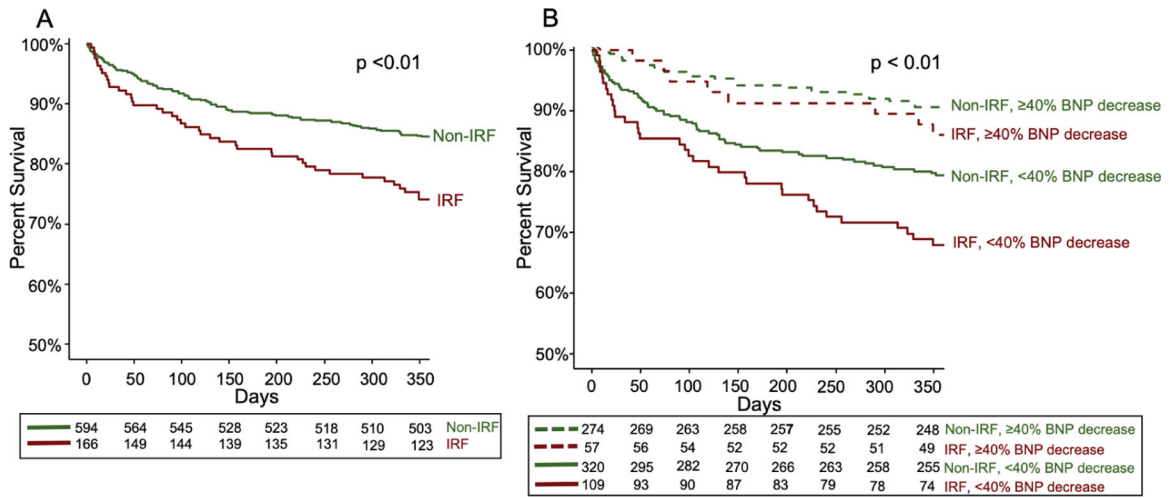 A
100%
90%
80%
70%
60%
50%
Percent Survival
p <0.01
Non-IRF
IRF
0 50 100 150 200 250 300 350
Days
594 564 545 528 523 518 510 503 Non-IRF
166 149 144 139 135 131 129 123 IRF
B
100%
90%
80%
70%
60%
50%
Percent Survival
p < 0.01
Non-IRF, ≥40% BNP decrease
IRF, ≥40% BNP decrease
Non-IRF, <40% BNP decrease
IRF, <40% BNP decrease
0 50 100 150 200 250 300 350
Days
274 269 263 258 257 255 252 248 Non-IRF, ≥40% BNP decrease
57 56 54 52 52 52 51 49 IRF, ≥40% BNP decrease
320 295 282 270 266 263 258 255 Non-IRF, <40% BNP decrease
109 93 90 87 83 79 78 74 IRF, <40% BNP decrease